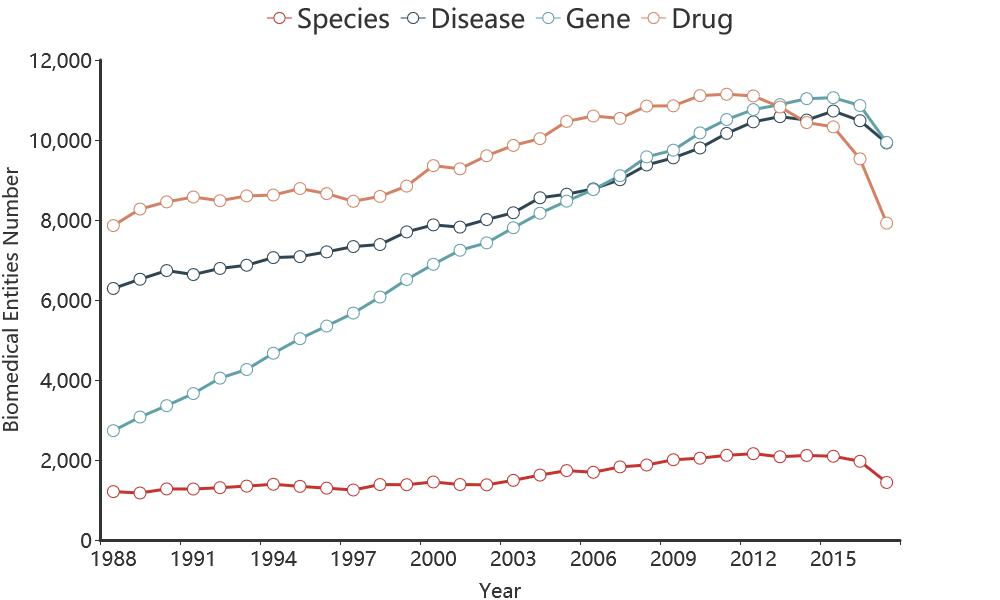 Species Disease Gene Drug
12,000
10,000
8,000
6,000
4,000
2,000
0
Biomedical Entities Number
1988 1991 1994 1997 2000 2003 2006 2009 2012 2015
Year